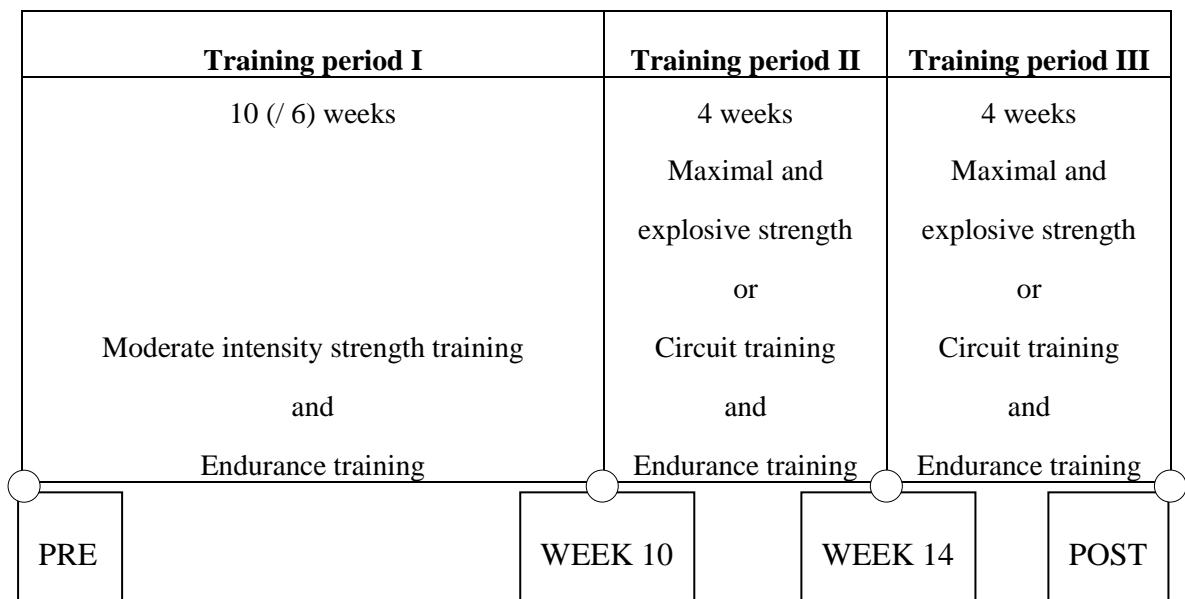 Training period I
10 (/ 6) weeks
Moderate intensity strength training
and
Endurance training
Training period II
4 weeks
Maximal and
explosive strength
or
Circuit training
and
Endurance training
Training period III
4 weeks
Maximal and
explosive strength
or
Circuit training
and
Endurance training
PRE
WEEK 10
WEEK 14
POST